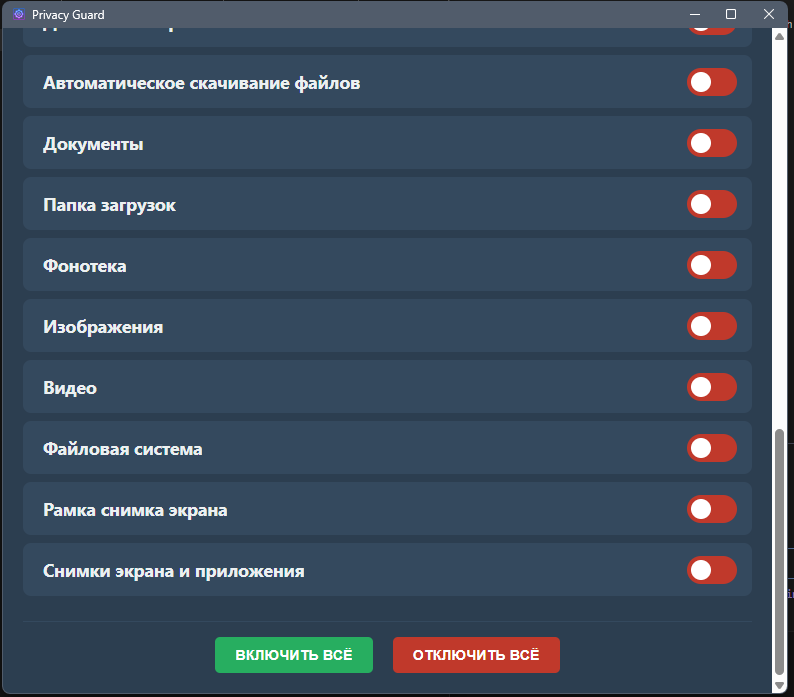 Privacy Guard
Автоматическое скачивание файлов
Документы
Папка загрузок
Фонотека
Изображения
Видео
Файловая система
Рамка снимка экрана
Снимки экрана и приложения
ВКЛЮЧИТЬ ВСЁ
ОТКЛЮЧИТЬ ВСЁ